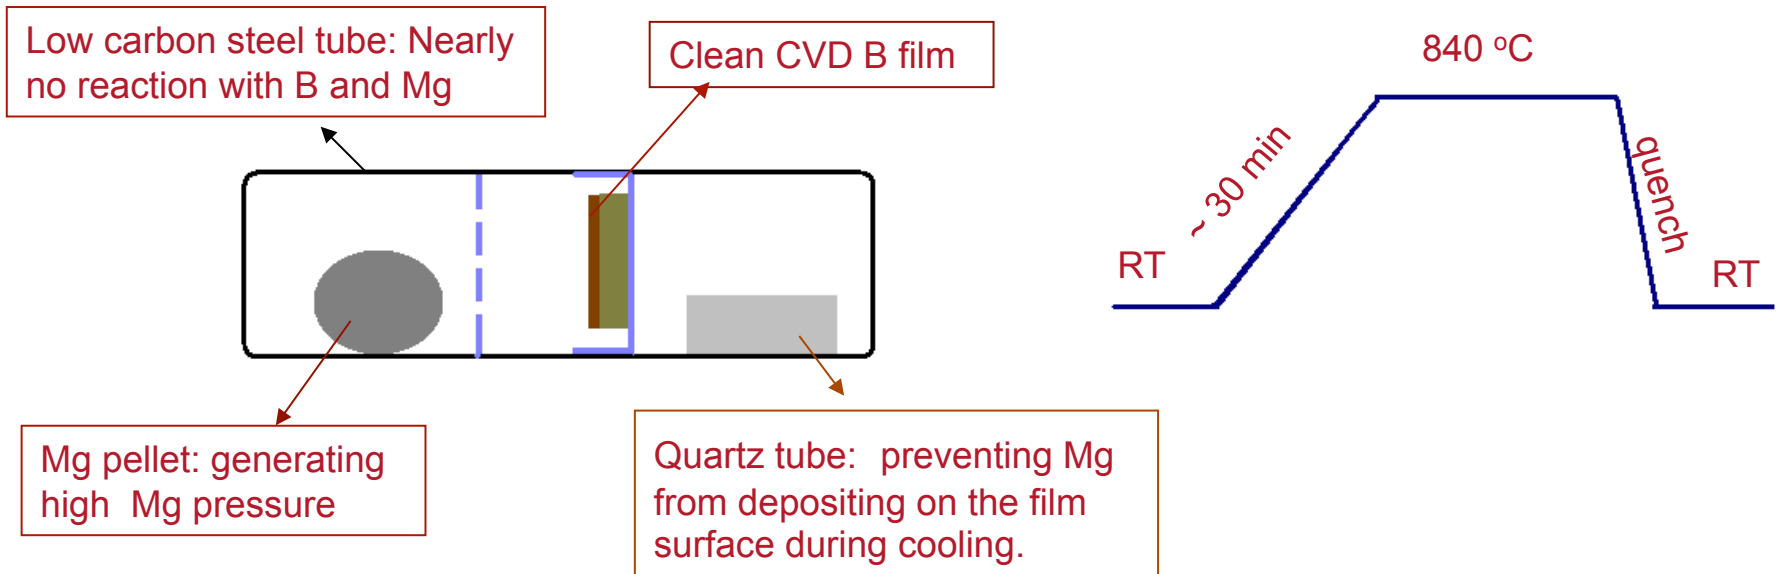 Low carbon steel tube: Nearly
no reaction with B and Mg
Clean CVD B film
Mg pellet: generating
high Mg pressure
Quartz tube: preventing Mg
from depositing on the film
surface during cooling.
840 ºC
~ 30 min
quench
RT
RT